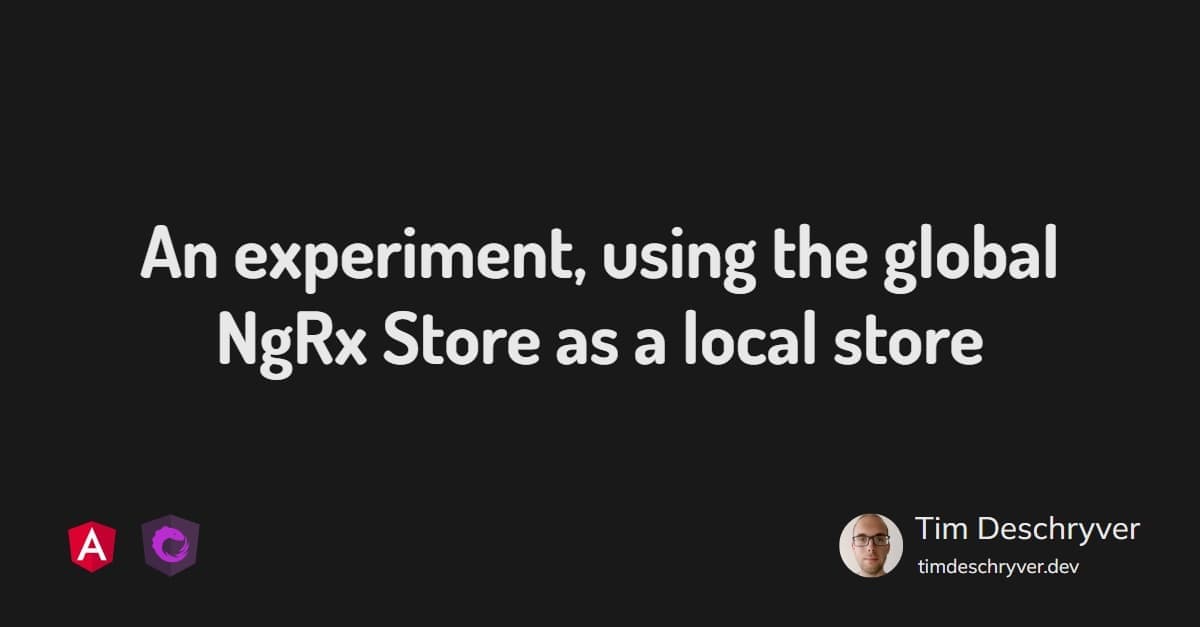 An experiment, using the global
NgRx Store as a local store
A
Tim Deschryver
timdeschryver.dev